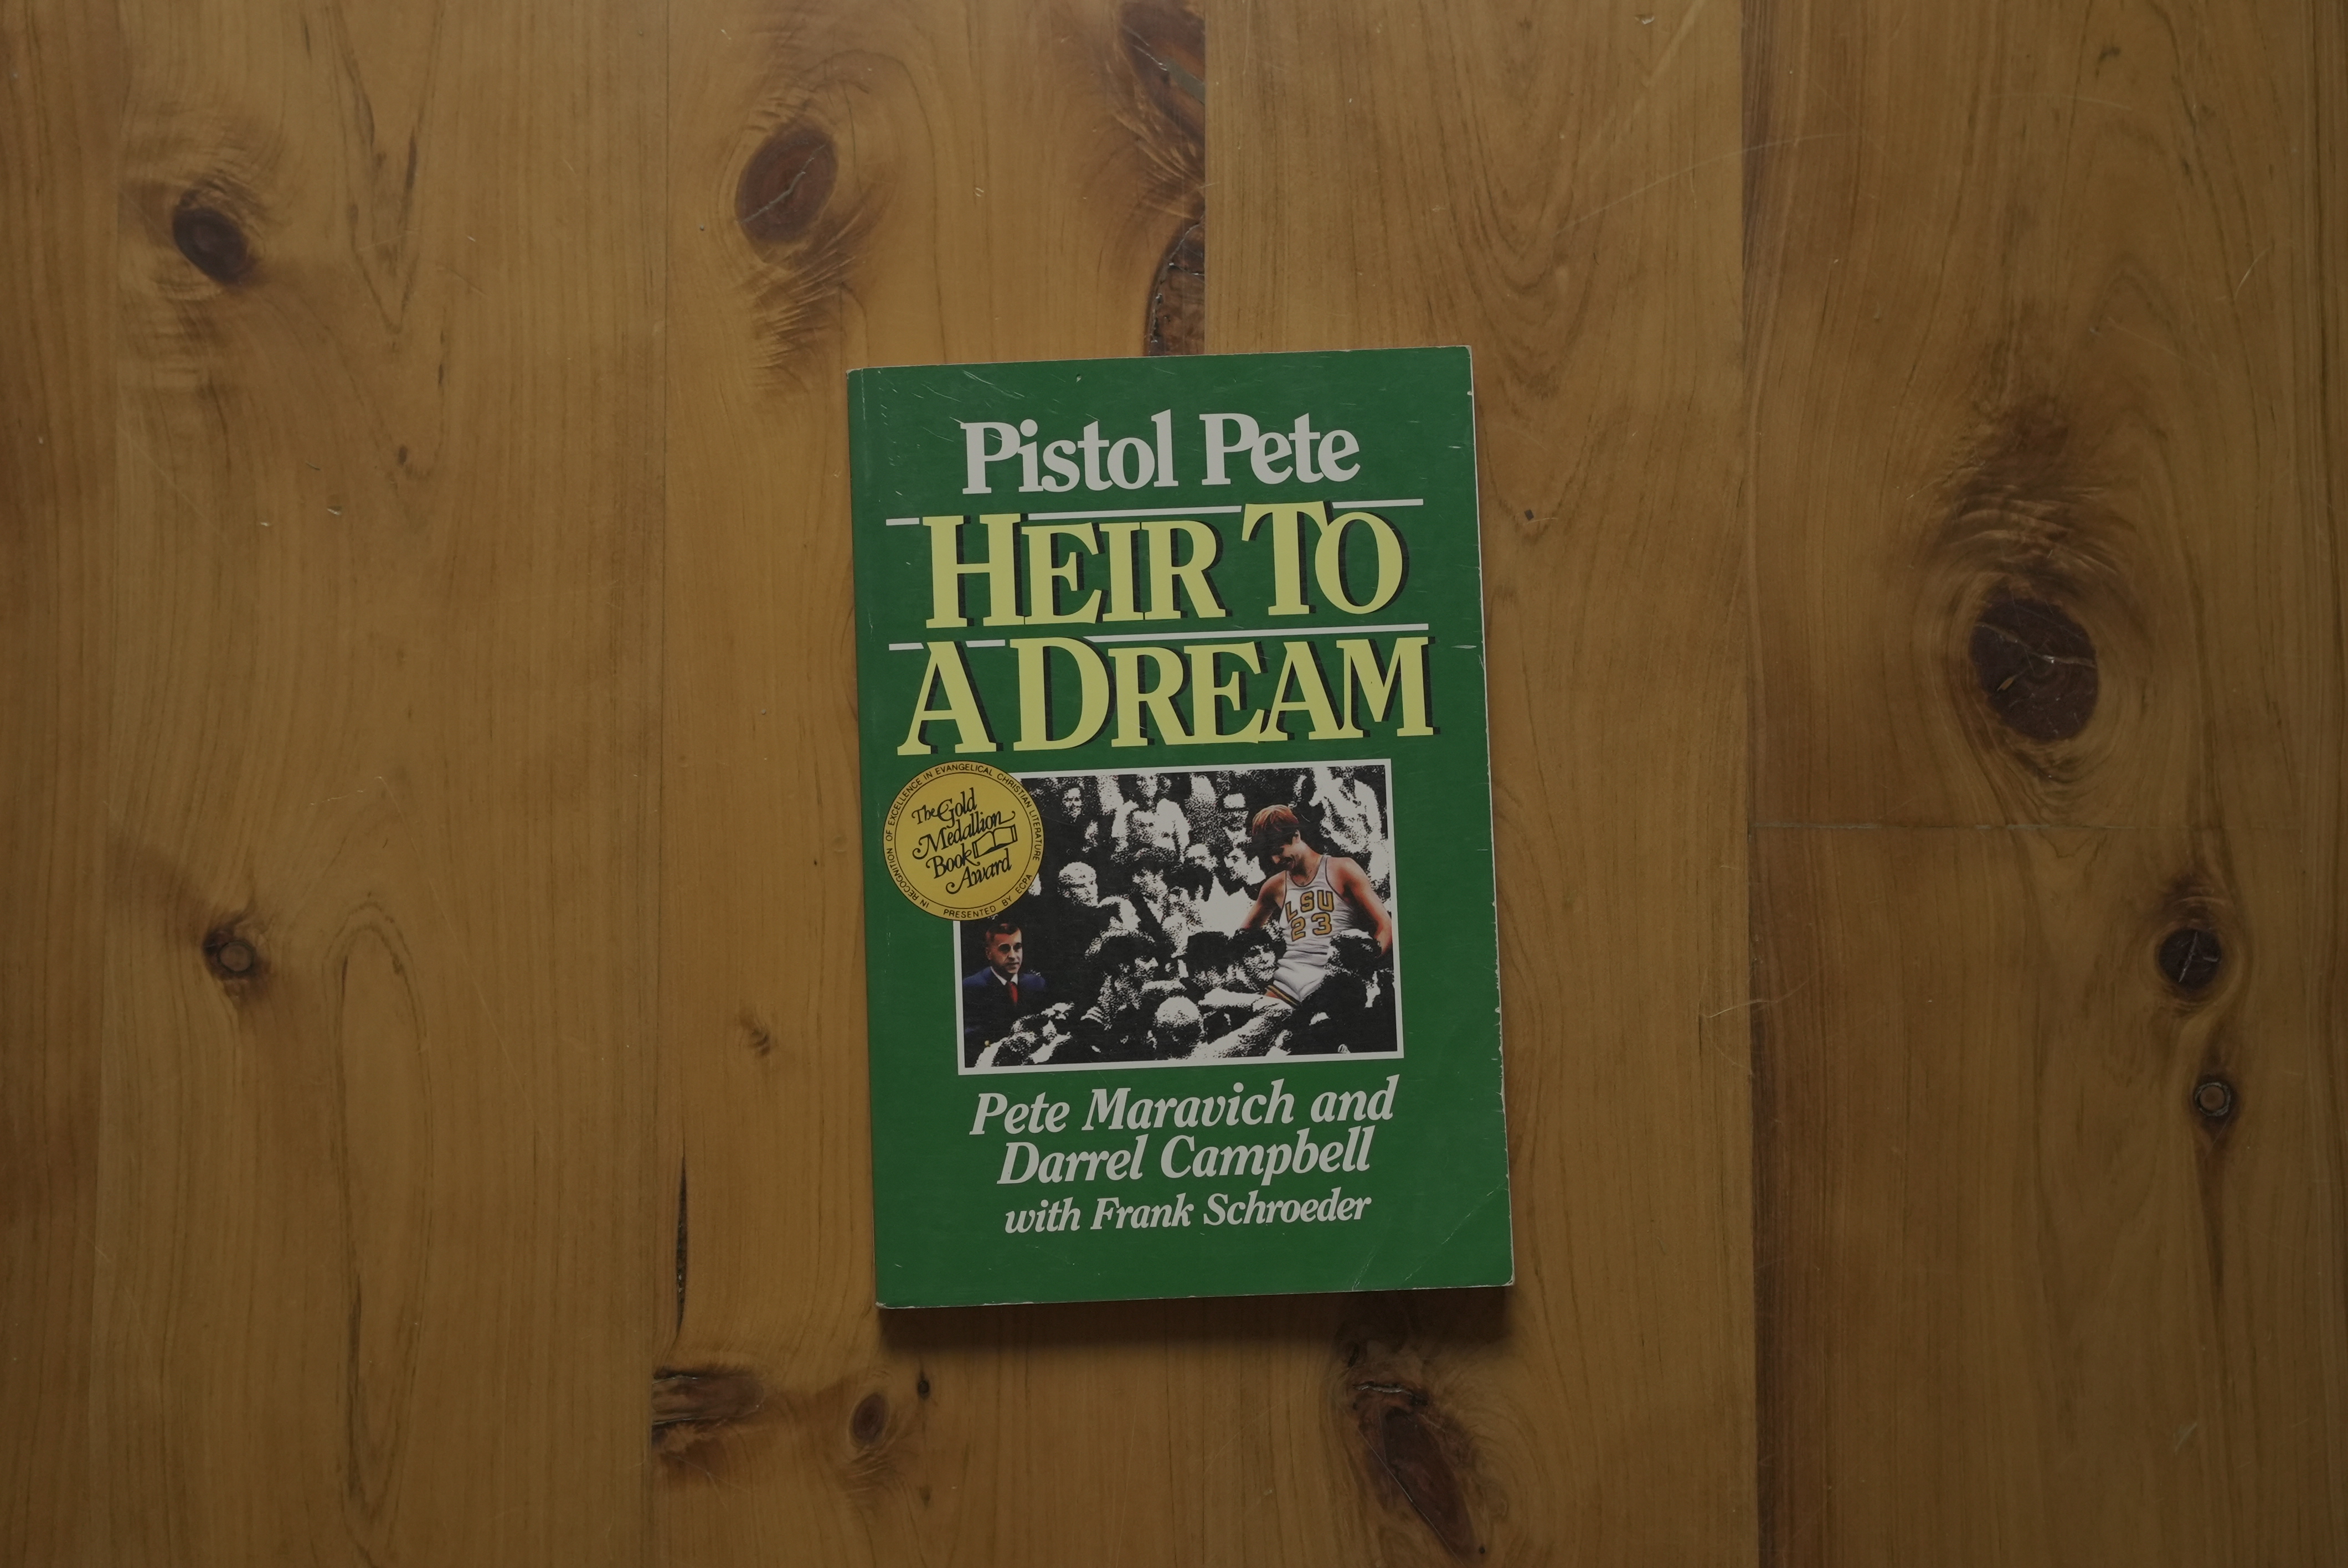 Pistol Pete
HEIR TO
A DREAM
IN RECOGNITION OF EXCELLENCE IN EVANGELICAL CHRISTIAN LITERATURE
PRESENTED BY ECPA
The Gold
Medallion
Book
Award
LSU
23
Pete Maravich and
Darrel Campbell
with Frank Schroeder